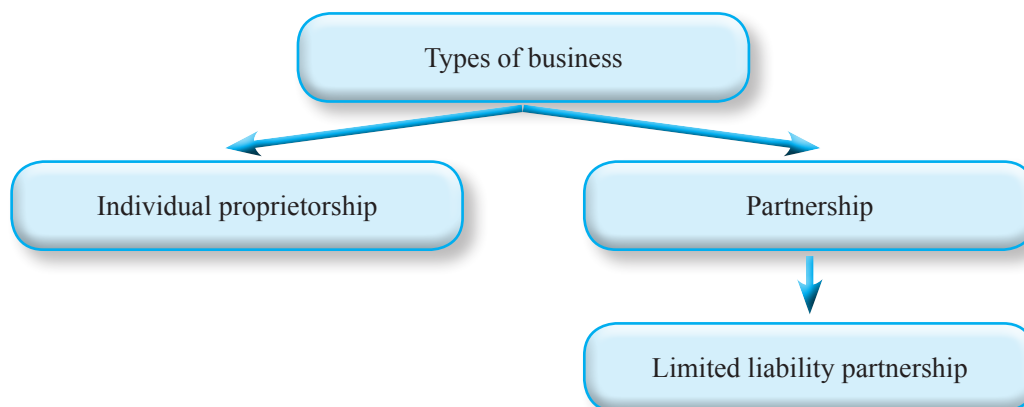 Types of business
Individual proprietorship
Partnership
Limited liability partnership